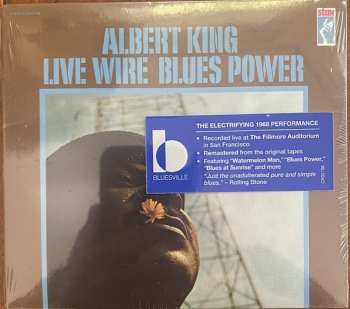 ALBERT KING
LIVE WIRE/BLUES POWER
stax
THE ELECTRIFYING 1968 PERFORMANCE
• Recorded live at The Fillmore Auditorium
in San Francisco
• Remastered from the original tapes
• Featuring "Watermelon Man," "Blues Power,"
"Blues at Sunrise" and more
"Just the unadulterated pure and simple
blues." – Rolling Stone
b
BLUESVILLE